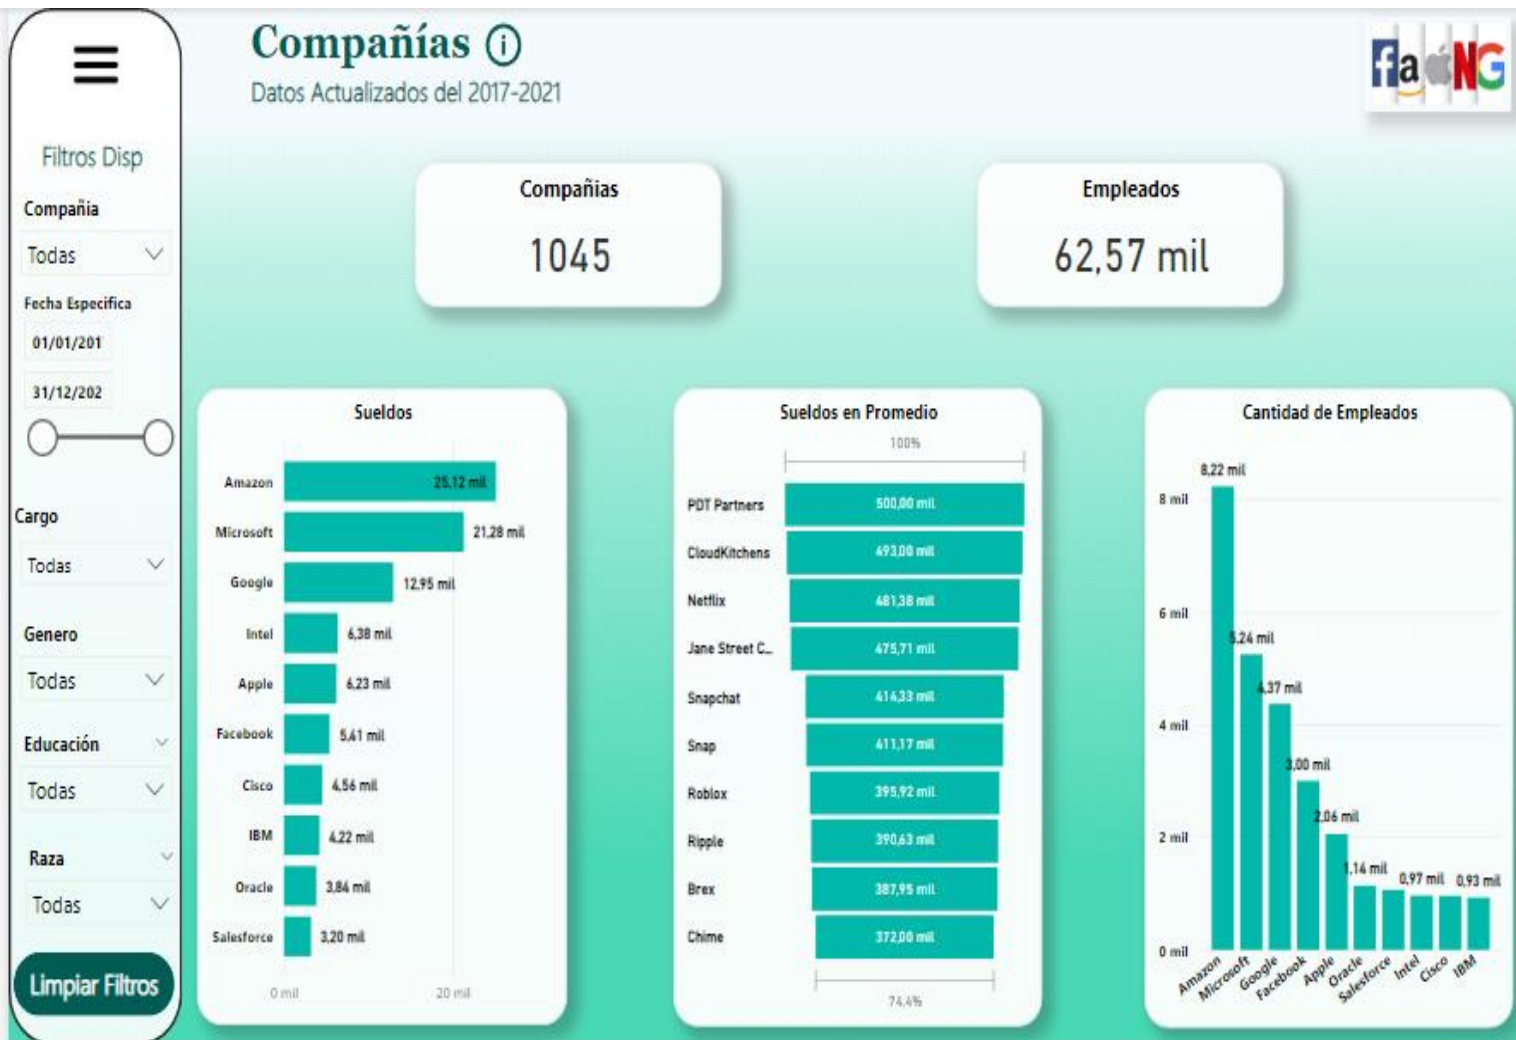 Compañías
Datos Actualizados del 2017-2021
fa NG
Filtros Disp
Compañia
Todas
Fecha Especifica
01/01/201
31/12/202
Cargo
Todas
Genero
Todas
Educación
Todas
Raza
Todas
Limpiar Filtros
Compañias
1045
Empleados
62,57 mil
Sueldos
Amazon 25,12 mil
Microsoft 21,28 mil
Google 12,95 mil
Intel 6,38 mil
Apple 6,23 mil
Facebook 5,41 mil
Cisco 4,56 mil
IBM 4,22 mil
Oracle 3,84 mil
Salesforce 3,20 mil
0 mil 20 mil
Sueldos en Promedio
100%
PDT Partners 500,00 mil
CloudKitchens 493,00 mil
Netflix 481,38 mil
Jane Street C... 475,71 mil
Snapchat 414,33 mil
Snap 411,17 mil
Roblox 395,92 mil
Ripple 390,63 mil
Brex 387,95 mil
Chime 372,00 mil
74,4%
Cantidad de Empleados
8,22 mil
8 mil
6 mil
5,24 mil
4,37 mil
4 mil
3,00 mil
2,06 mil
2 mil
1,14 mil
0,97 mil
0,93 mil
0 mil
Amazon
Microsoft
Google
Facebook
Apple
Oracle
Salesforce
Intel
Cisco
IBM